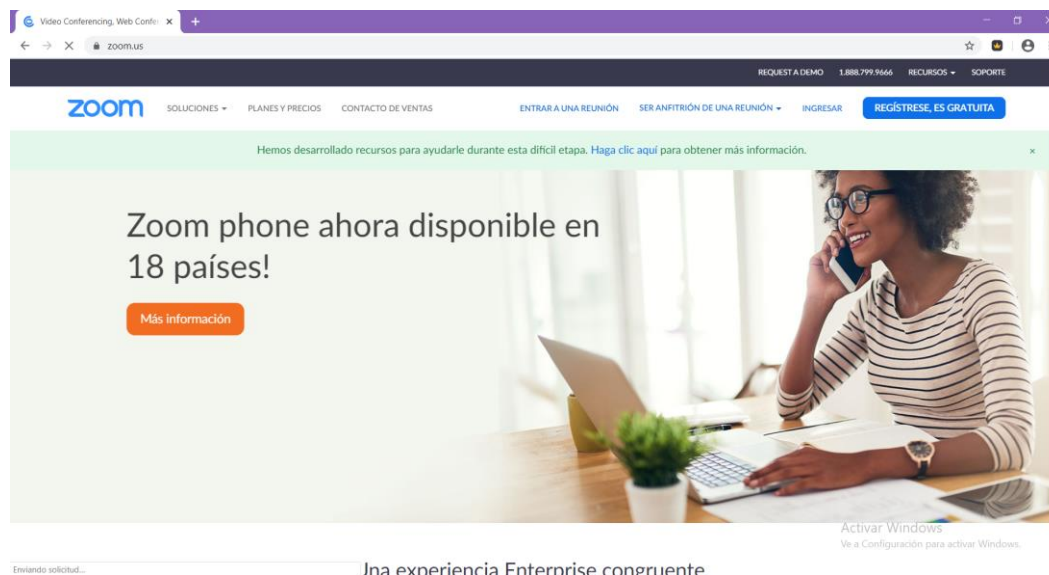 Video Conferencing, Web Confer
zoom.us
REQUEST A DEMO 1.888.799.9666 RECURSOS SOPORTE
zoom SOLUCIONES PLANES Y PRECIOS CONTACTO DE VENTAS ENTRAR A UNA REUNIÓN SER ANFITRIÓN DE UNA REUNIÓN INGRESAR REGÍSTRESE, ES GRATUITA
Hemos desarrollado recursos para ayudarle durante esta difícil etapa. Haga clic aquí para obtener más información.
Zoom phone ahora disponible en
18 países!
Más información
Activar Windows
Ve a Configuración para activar Windows.
Enviando solicitud...
Una experiencia Enterprise congruente